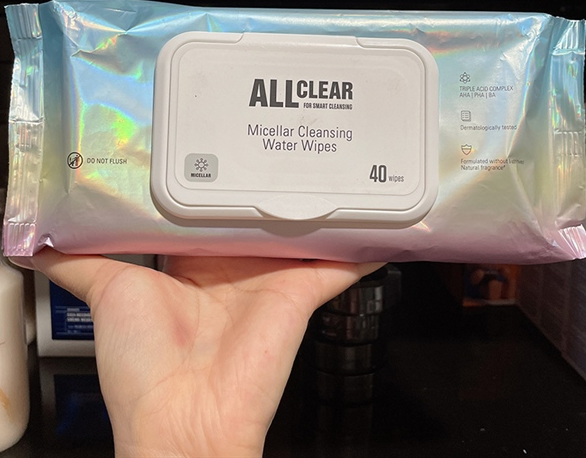 ALL CLEAR
FOR SMART CLEANSING
Micellar Cleansing
Water Wipes
MICELLAR
40 wipes
DO NOT FLUSH
TRIPLE ACID COMPLEX
AHA | PHA | BA
Dermatologically tested
Formulated without
Natural fragrance*